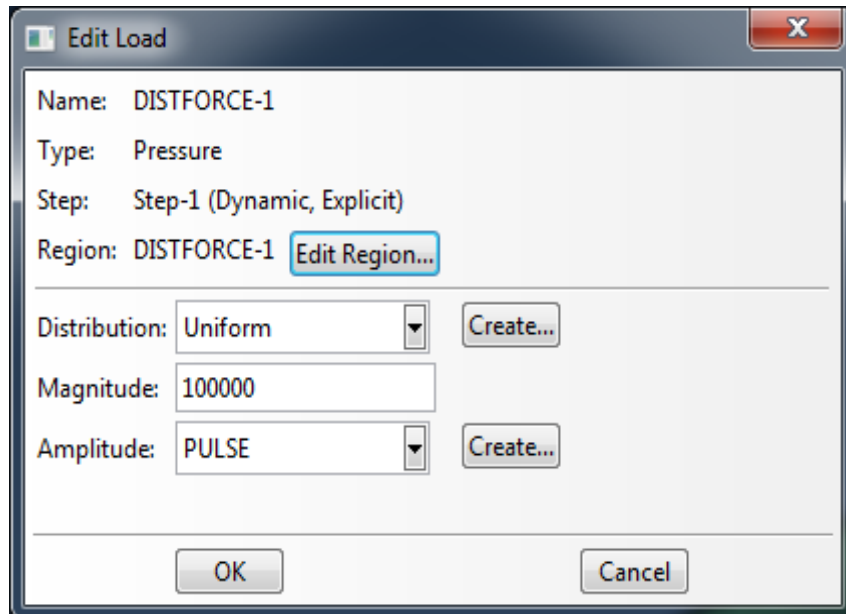 Edit Load
X
Name: DISTFORCE-1
Type: Pressure
Step: Step-1 (Dynamic, Explicit)
Region: DISTFORCE-1 Edit Region...
Distribution: Uniform Create...
Magnitude: 100000
Amplitude: PULSE Create...
OK Cancel